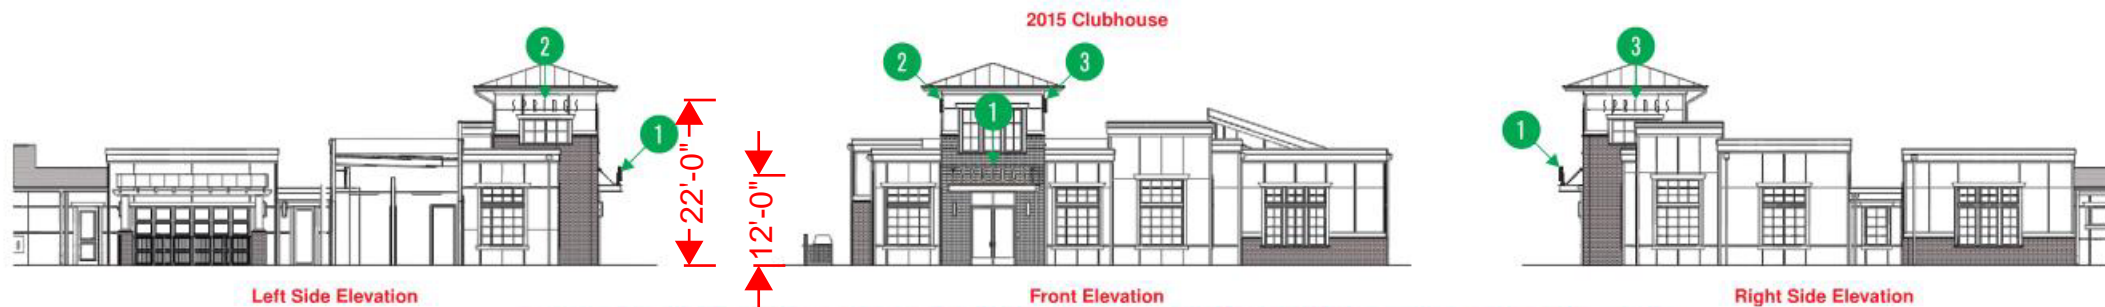 2015 Clubhouse
2
SPRINGS
1
22'-0"
12'-0"
2
3
1
SPRINGS
3
SPRINGS
1
Left Side Elevation
Front Elevation
Right Side Elevation